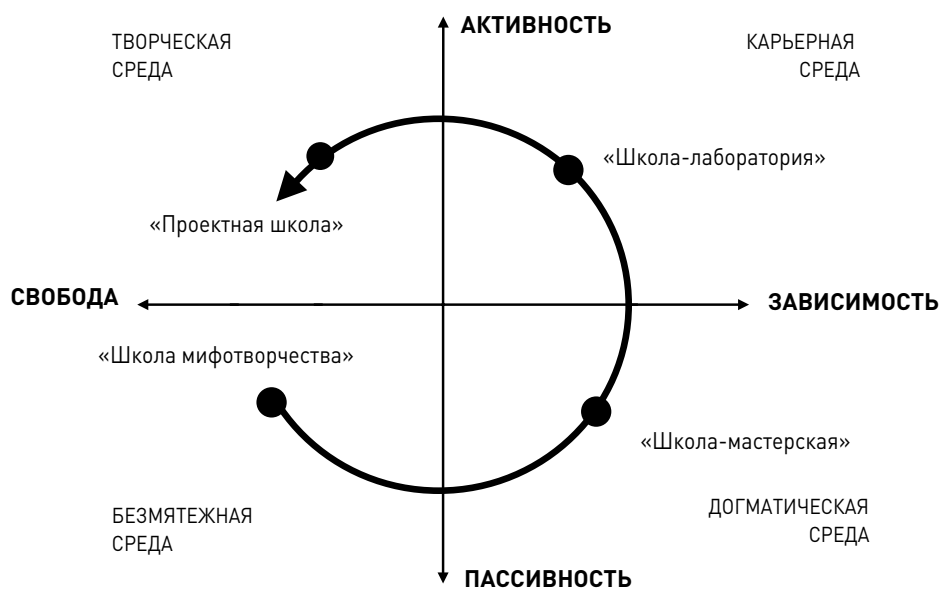 АКТИВНОСТЬ
ТВОРЧЕСКАЯ
СРЕДА
КАРЬЕРНАЯ
СРЕДА
«Школа-лаборатория»
«Проектная школа»
СВОБОДА
ЗАВИСИМОСТЬ
«Школа мифотворчества»
«Школа-мастерская»
БЕЗМЯТЕЖНАЯ
СРЕДА
ДОГМАТИЧЕСКАЯ
СРЕДА
ПАССИВНОСТЬ